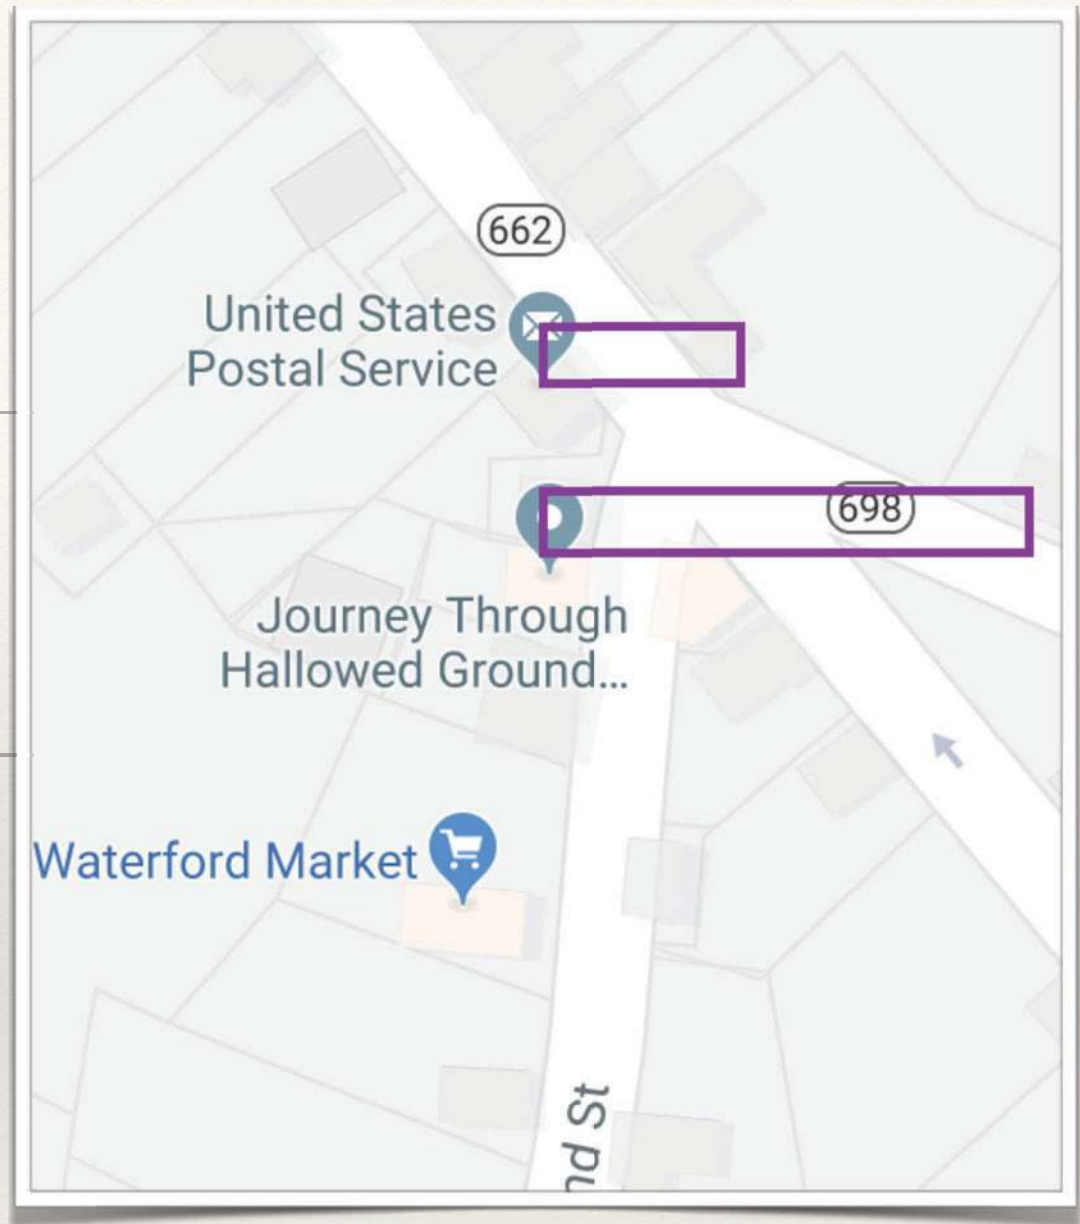 662
United States
Postal Service
698
Journey Through
Hallowed Ground...
Waterford Market
nd St